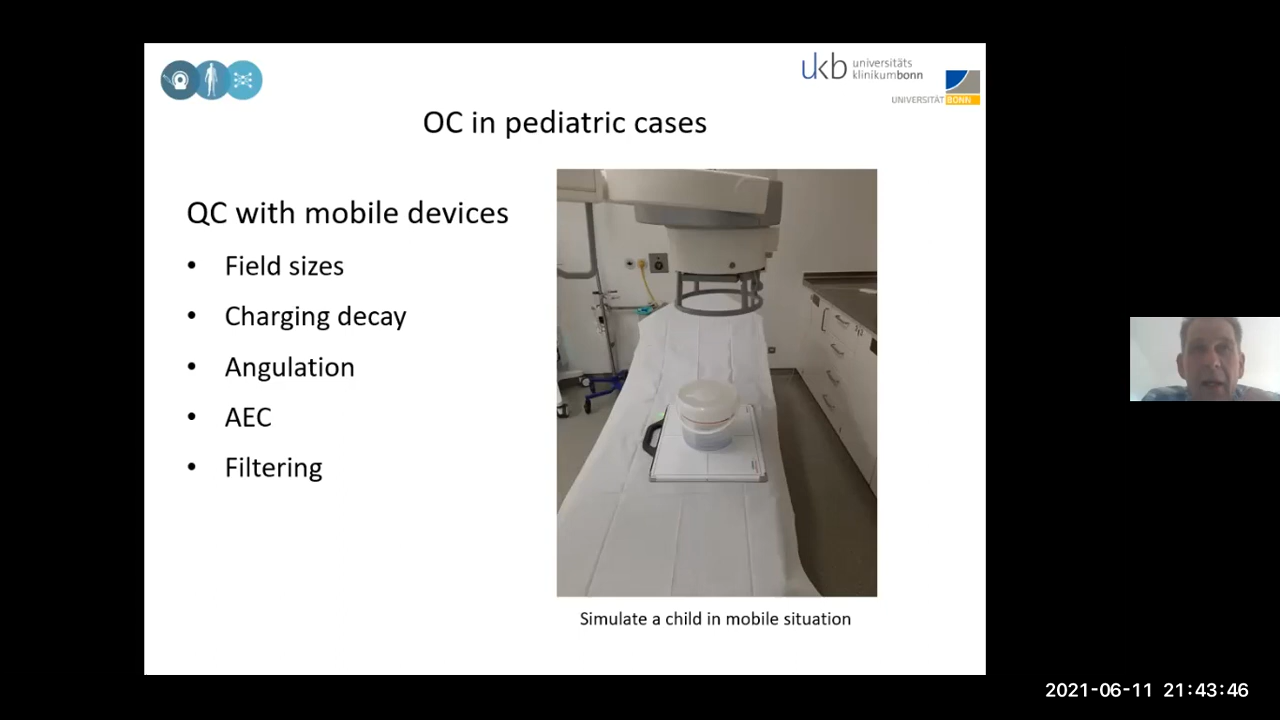 ukb universitäts
klinikumbonn
UNIVERSITÄT BONN
OC in pediatric cases
QC with mobile devices
• Field sizes
• Charging decay
• Angulation
• AEC
• Filtering
Simulate a child in mobile situation
2021-06-11 21:43:46